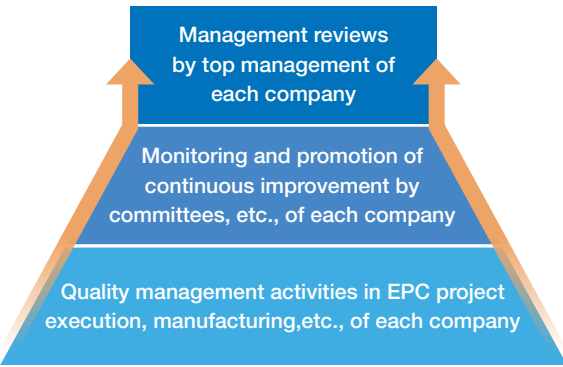 Management reviews
by top management of
each company
Monitoring and promotion of
continuous improvement by
committees, etc., of each company
Quality management activities in EPC project
execution, manufacturing,etc., of each company